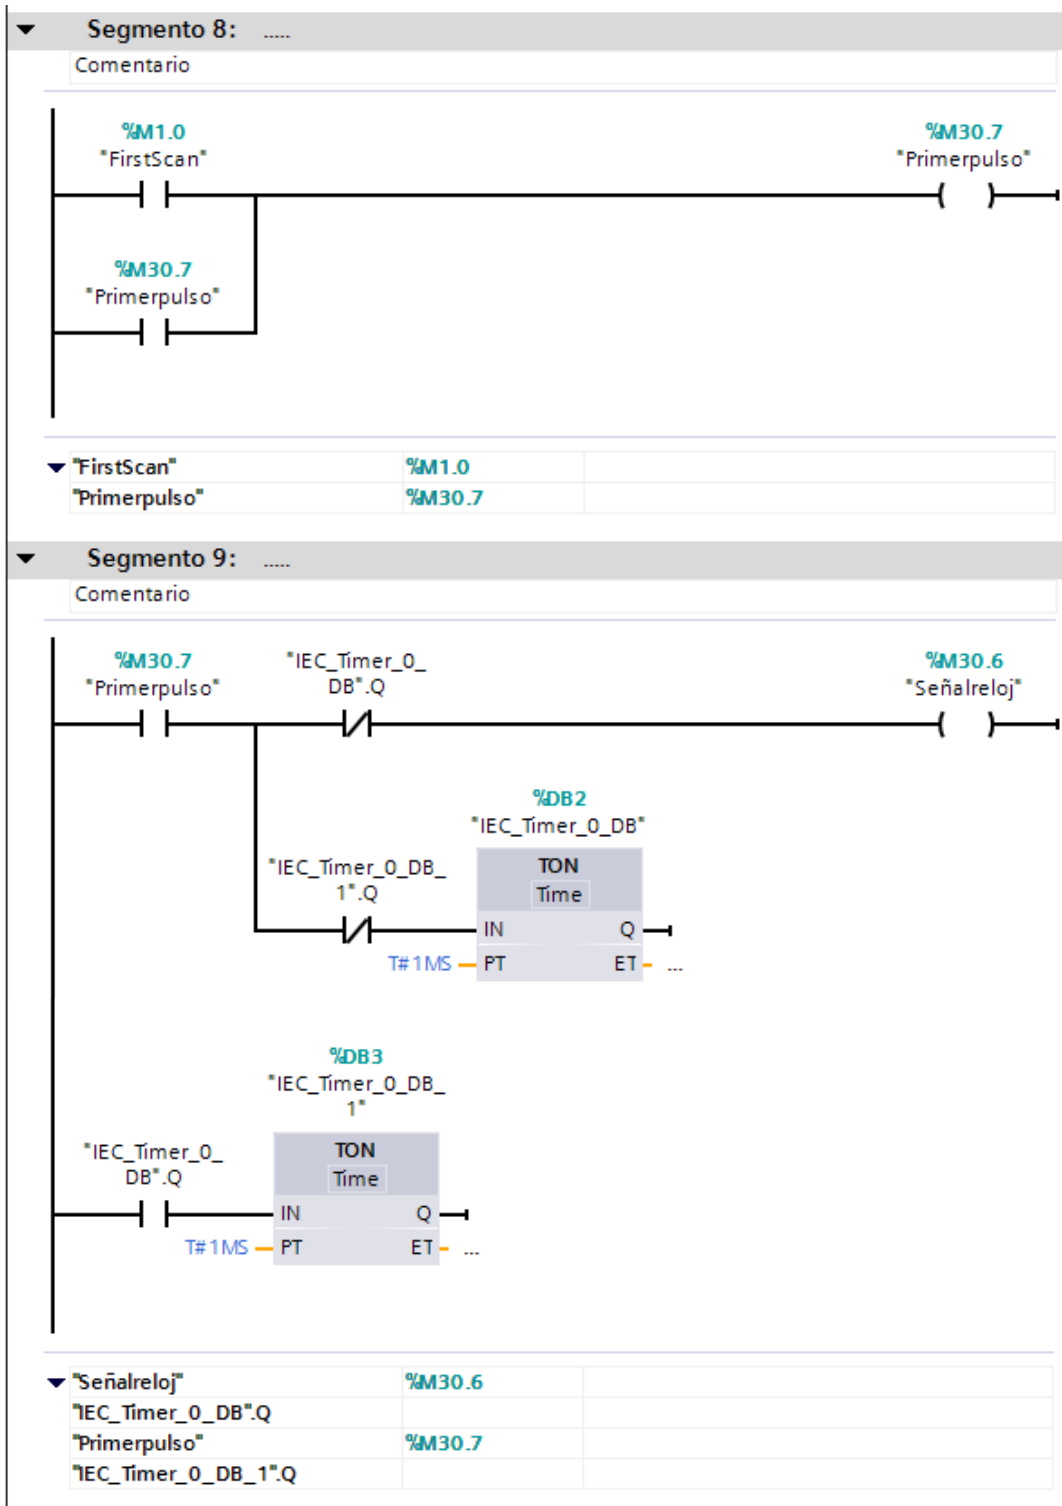 Segmento 8: .....
Comentario
%M1.0
"FirstScan"
%M30.7
"Primerpulso"
%M30.7
"Primerpulso"
"FirstScan" %M1.0
"Primerpulso" %M30.7
Segmento 9: .....
Comentario
%M30.7
"Primerpulso"
"IEC_Timer_0_
DB".Q
%M30.6
"Señalreloj"
%DB2
"IEC_Timer_0_DB"
"IEC_Timer_0_DB_
1".Q
TON
Time
IN Q
T#1MS PT ET ...
%DB3
"IEC_Timer_0_DB_
1"
"IEC_Timer_0_
DB".Q
TON
Time
IN Q
T#1MS PT ET ...
"Señalreloj" %M30.6
"IEC_Timer_0_DB".Q
"Primerpulso" %M30.7
"IEC_Timer_0_DB_1".Q